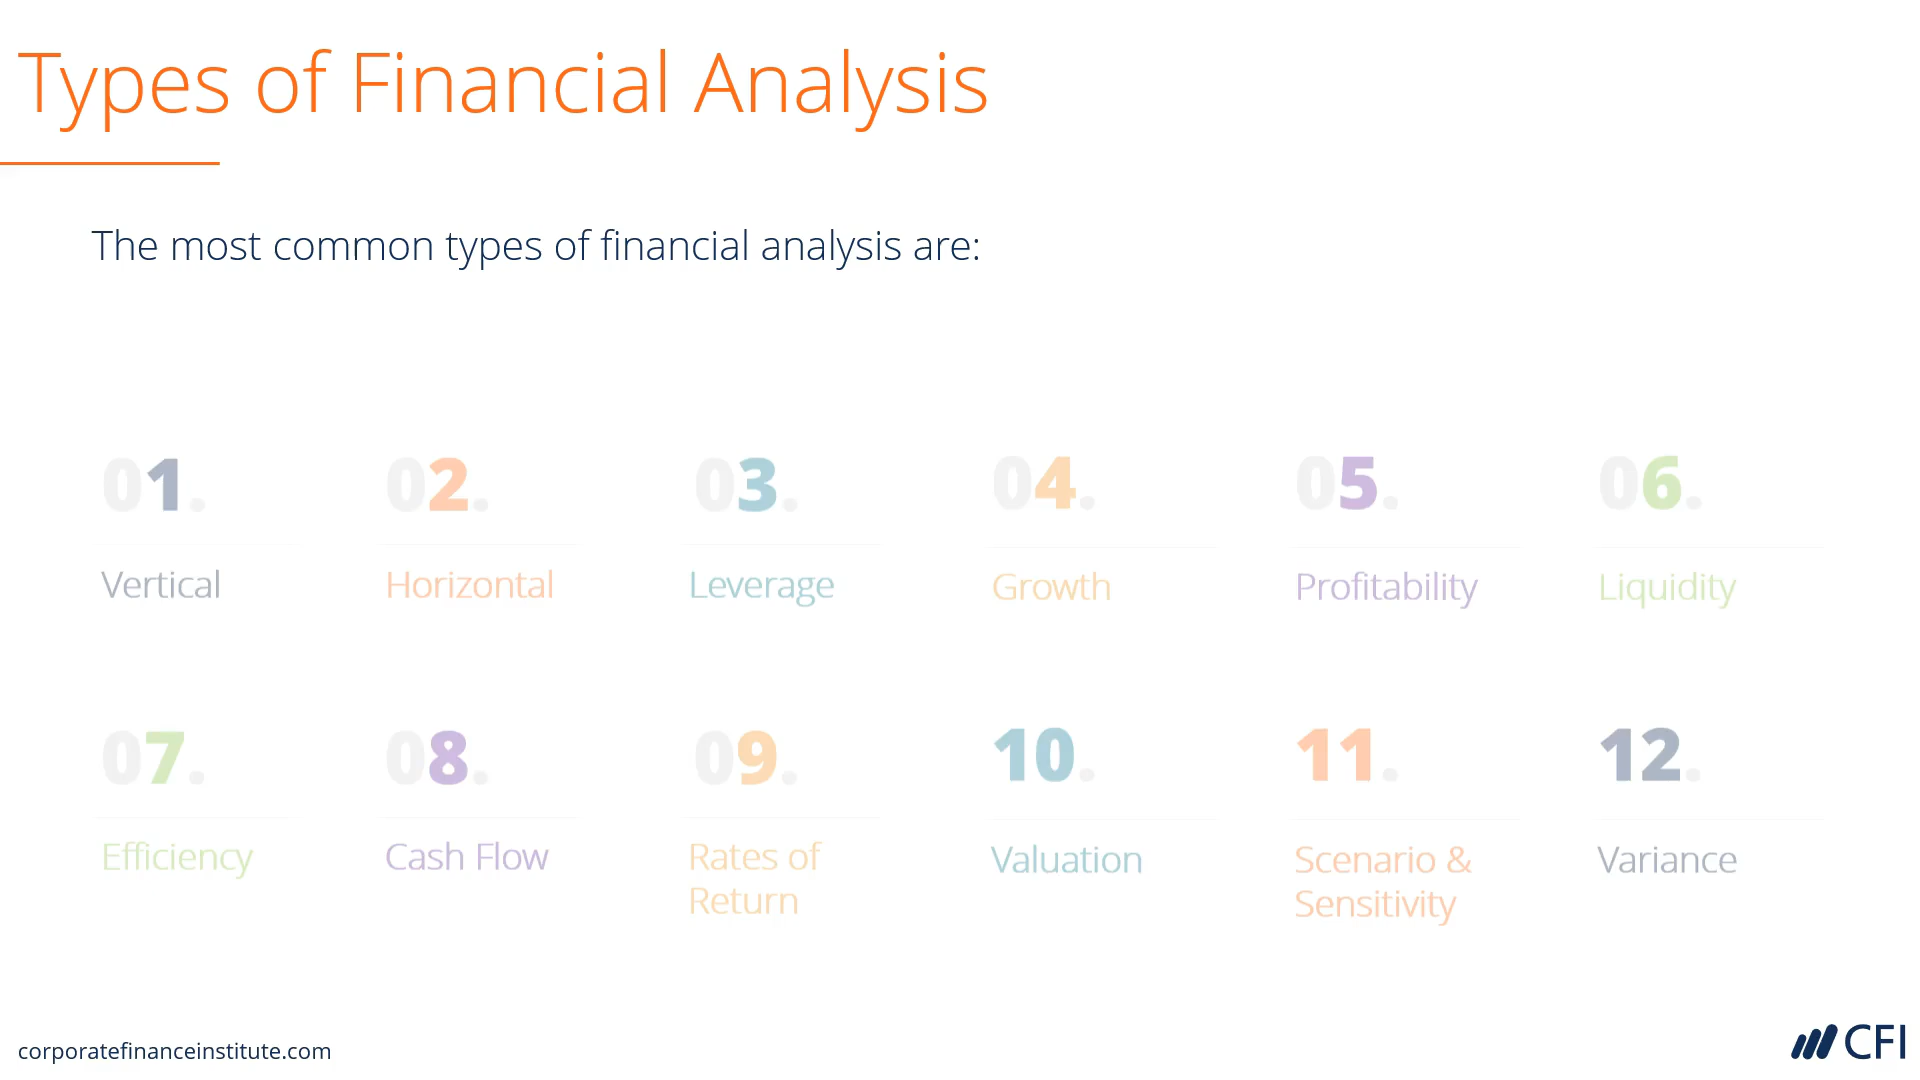 Types of Financial Analysis
The most common types of financial analysis are:
01.
Vertical
02.
Horizontal
03.
Leverage
04.
Growth
05.
Profitability
06.
Liquidity
07.
Efficiency
08.
Cash Flow
09.
Rates of
Return
10.
Valuation
11.
Scenario &
Sensitivity
12.
Variance
corporatefinanceinstitute.com
CFI